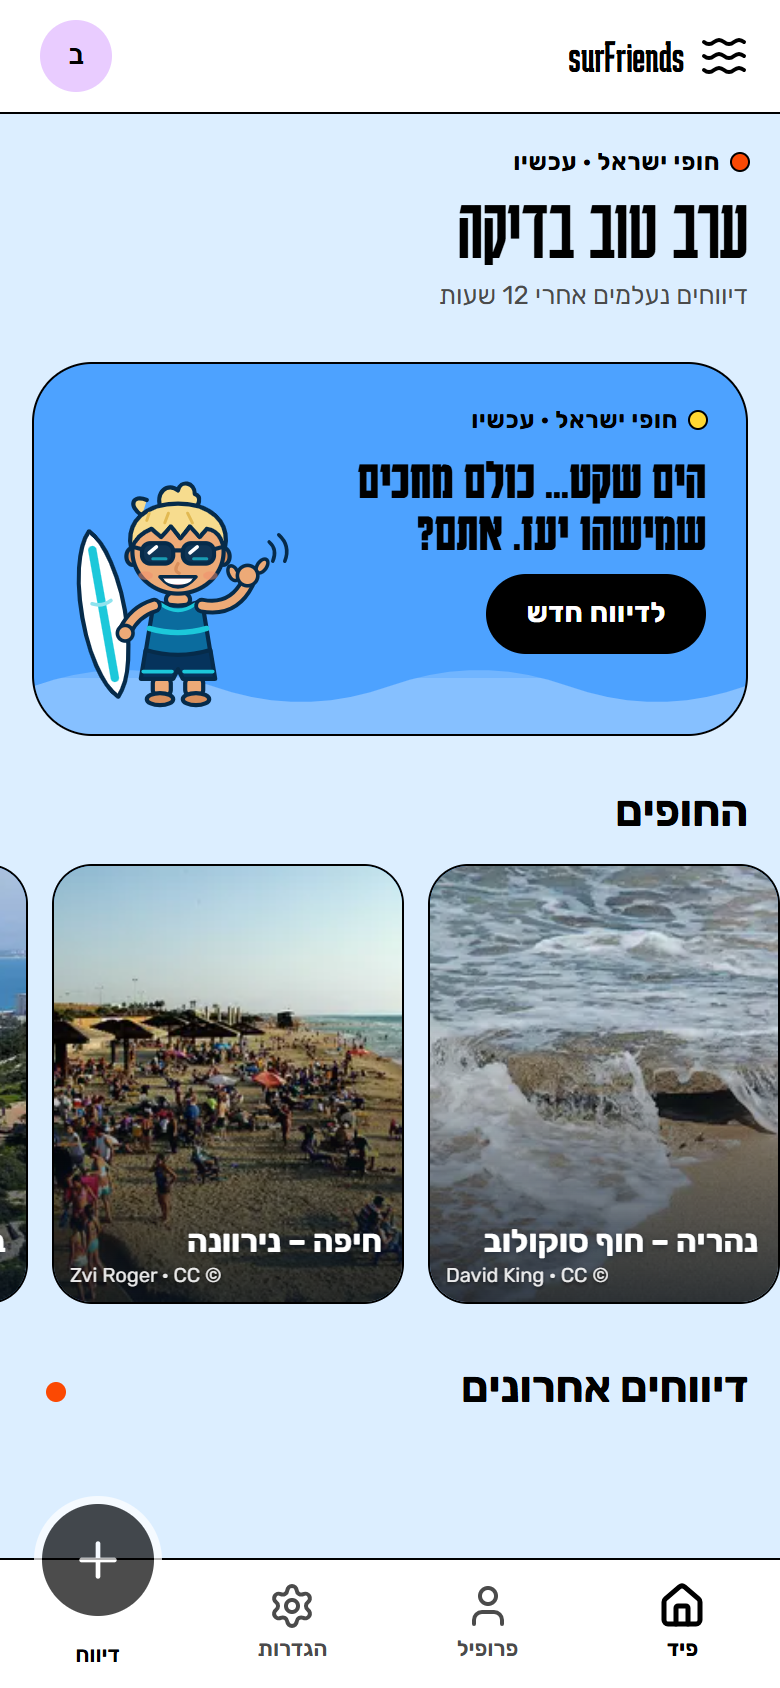 surFriends
ב
חופי ישראל • עכשיו
ערב טוב בדיקה
דיווחים נעלמים אחרי 12 שעות
חופי ישראל • עכשיו
הים שקט... כולם מחכים
שמישהו יעז. אתם?
לדיווח חדש
החופים
נהריה – חוף סוקולוב
David King • CC ©
חיפה – נירוונה
Zvi Roger • CC ©
דיווחים אחרונים
פיד
פרופיל
הגדרות
דיווח